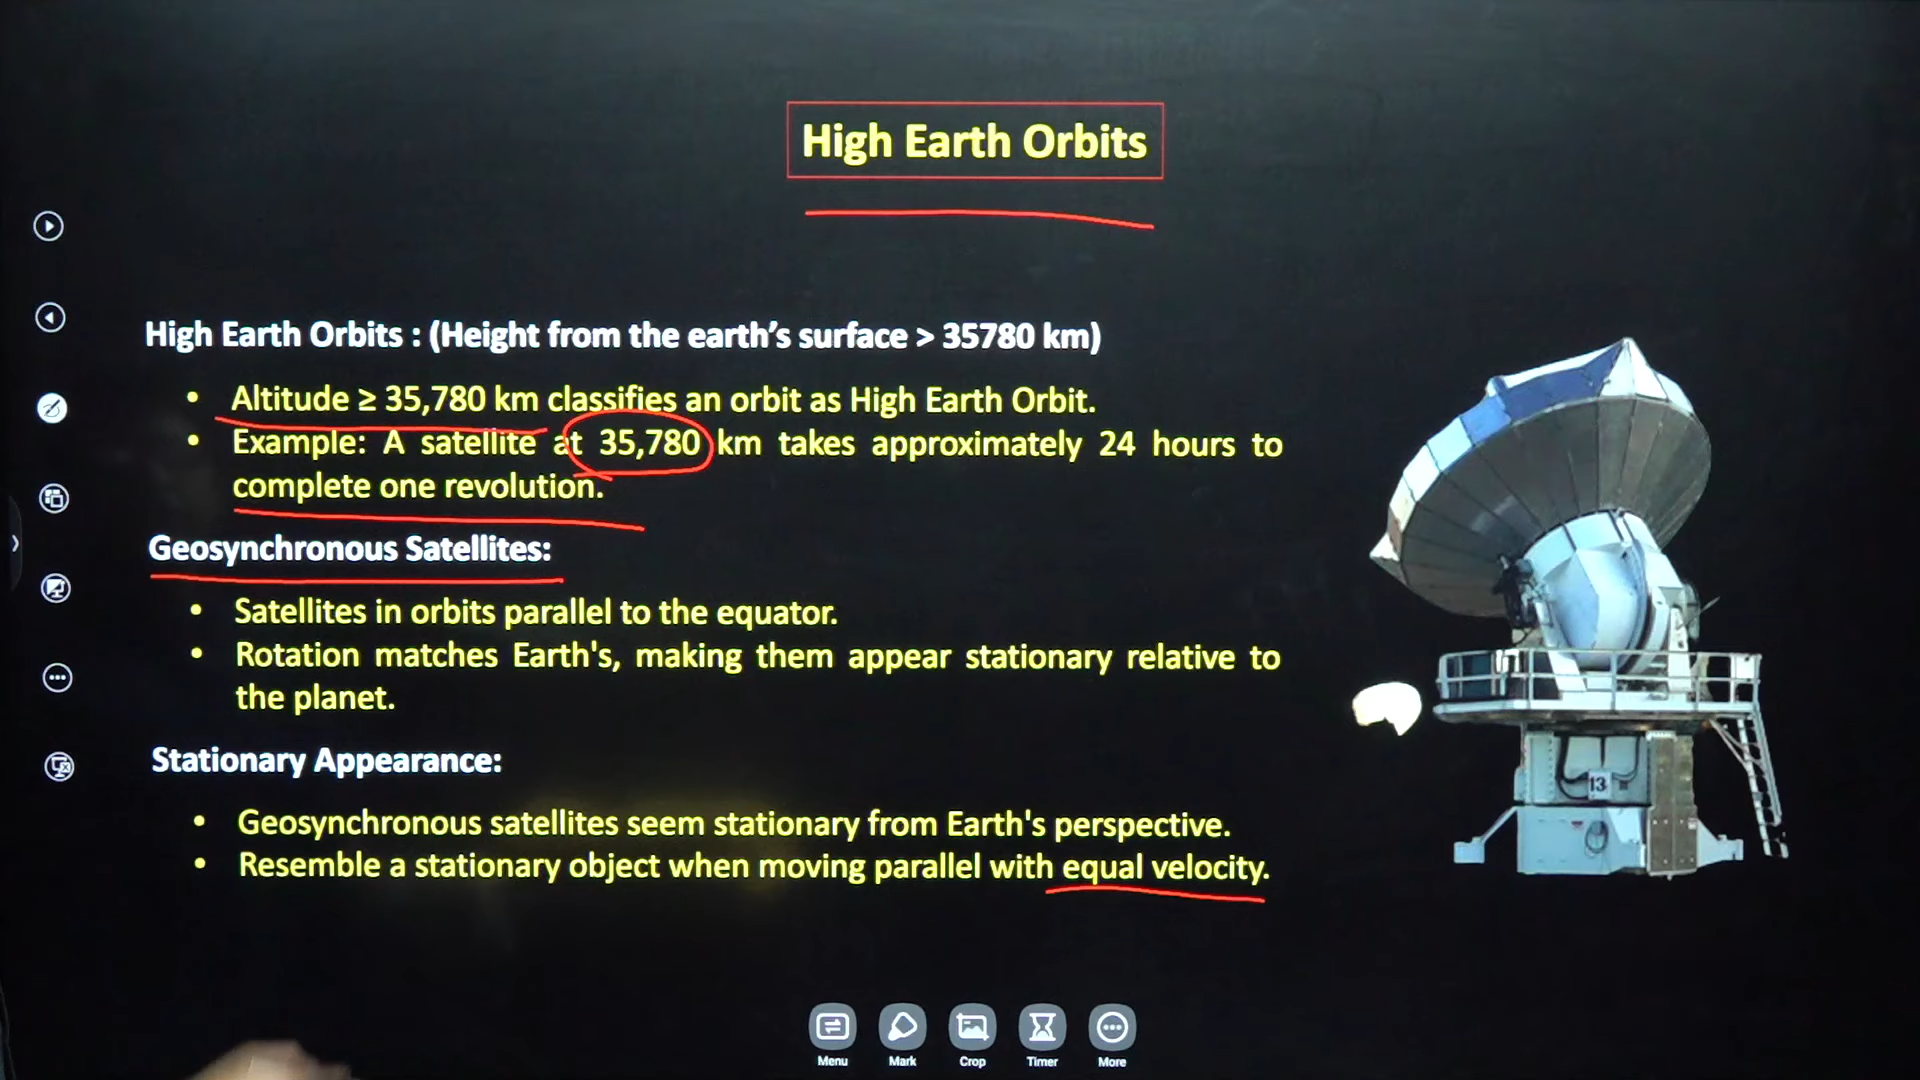 High Earth Orbits
High Earth Orbits : (Height from the earth’s surface > 35780 km)
• Altitude ≥ 35,780 km classifies an orbit as High Earth Orbit.
• Example: A satellite at 35,780 km takes approximately 24 hours to
complete one revolution.
Geosynchronous Satellites:
• Satellites in orbits parallel to the equator.
• Rotation matches Earth's, making them appear stationary relative to
the planet.
Stationary Appearance:
• Geosynchronous satellites seem stationary from Earth's perspective.
• Resemble a stationary object when moving parallel with equal velocity.
13
Menu Mark Crop Timer More